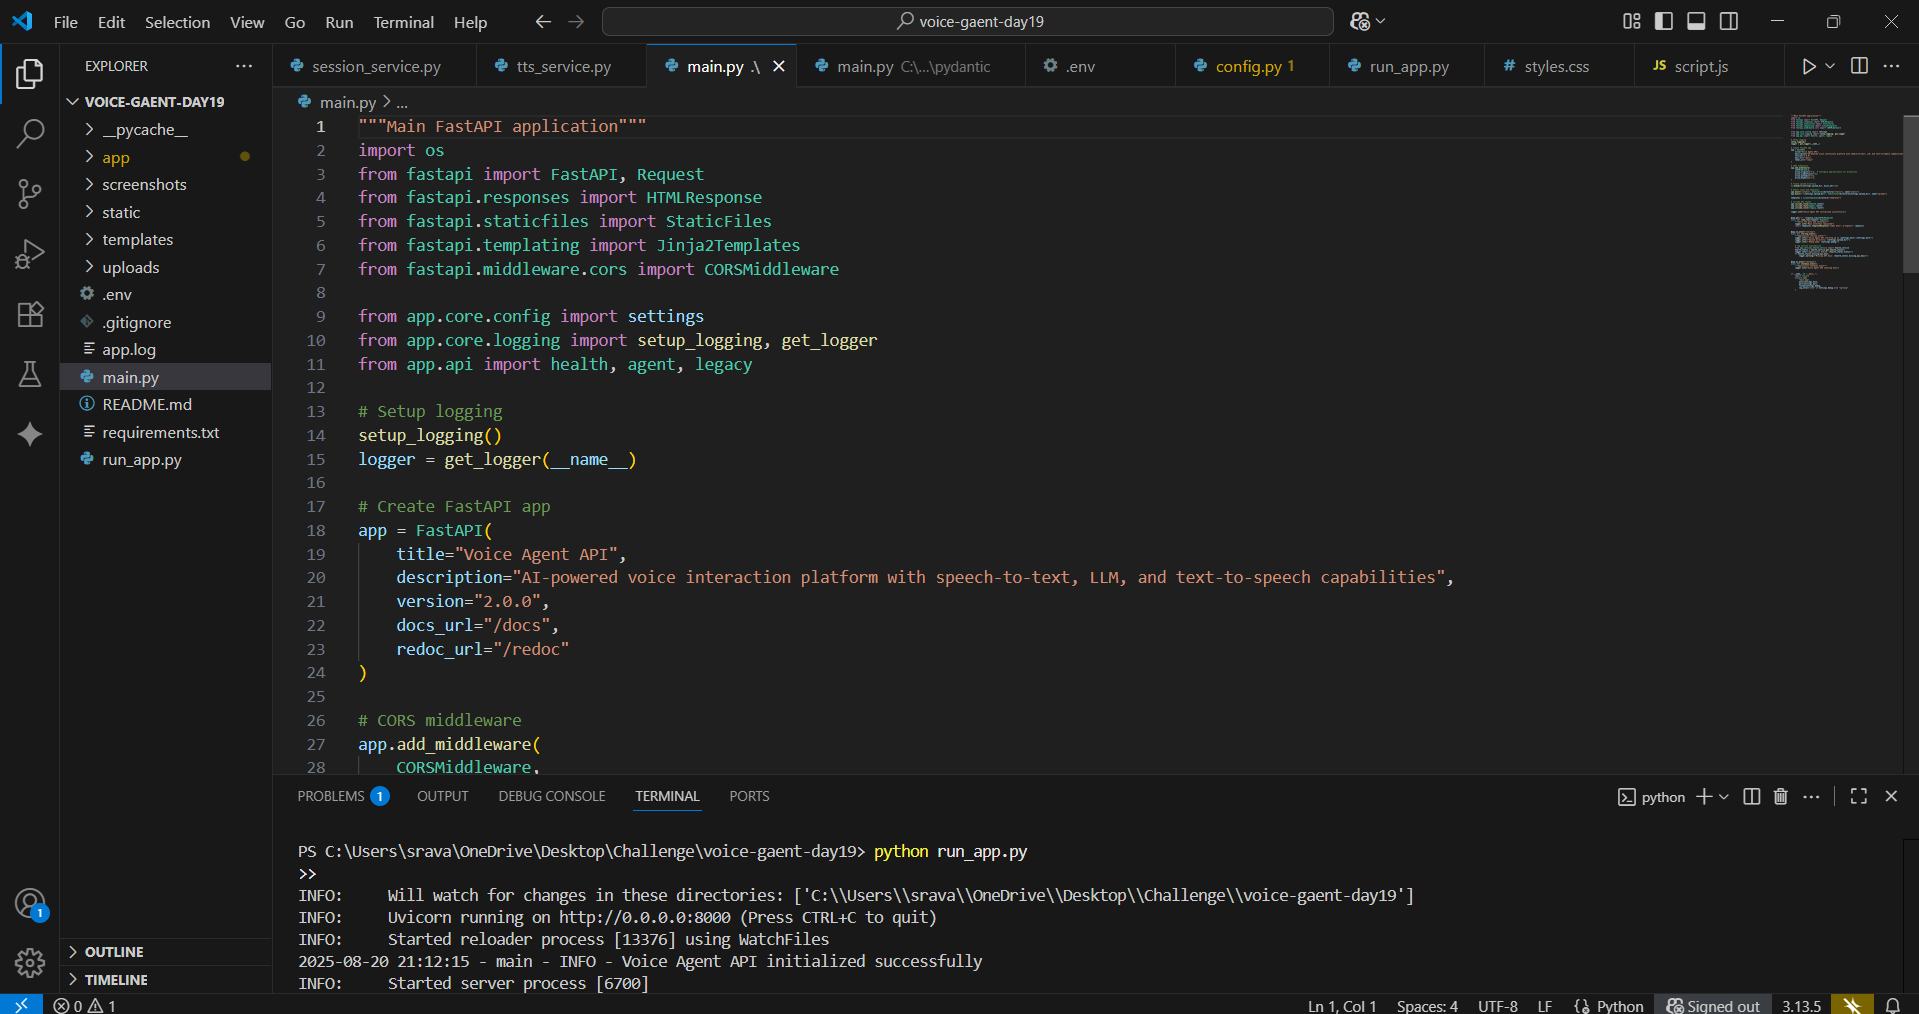 File Edit Selection View Go Run Terminal Help
voice-gaent-day19
EXPLORER
VOICE-GAENT-DAY19
__pycache__
app
screenshots
static
templates
uploads
.env
.gitignore
app.log
main.py
README.md
requirements.txt
run_app.py
OUTLINE
TIMELINE
session_service.py
tts_service.py
main.py .\
main.py C:\...\pydantic
.env
config.py 1
run_app.py
# styles.css
JS script.js
main.py > ...
1 """Main FastAPI application"""
2 import os
3 from fastapi import FastAPI, Request
4 from fastapi.responses import HTMLResponse
5 from fastapi.staticfiles import StaticFiles
6 from fastapi.templating import Jinja2Templates
7 from fastapi.middleware.cors import CORSMiddleware
8
9 from app.core.config import settings
10 from app.core.logging import setup_logging, get_logger
11 from app.api import health, agent, legacy
12
13 # Setup logging
14 setup_logging()
15 logger = get_logger(__name__)
16
17 # Create FastAPI app
18 app = FastAPI(
19     title="Voice Agent API",
20     description="AI-powered voice interaction platform with speech-to-text, LLM, and text-to-speech capabilities",
21     version="2.0.0",
22     docs_url="/docs",
23     redoc_url="/redoc"
24 )
25
26 # CORS middleware
27 app.add_middleware(
28     CORSMiddleware,
PROBLEMS 1 OUTPUT DEBUG CONSOLE TERMINAL PORTS
python
PS C:\Users\srava\OneDrive\Desktop\Challenge\voice-gaent-day19> python run_app.py
>>
INFO:     Will watch for changes in these directories: ['C:\\Users\\srava\\OneDrive\\Desktop\\Challenge\\voice-gaent-day19']
INFO:     Uvicorn running on http://0.0.0.0:8000 (Press CTRL+C to quit)
INFO:     Started reloader process [13376] using WatchFiles
2025-08-20 21:12:15 - main - INFO - Voice Agent API initialized successfully
INFO:     Started server process [6700]
1
0 1
Ln 1, Col 1 Spaces: 4 UTF-8 LF {} Python Signed out 3.13.5